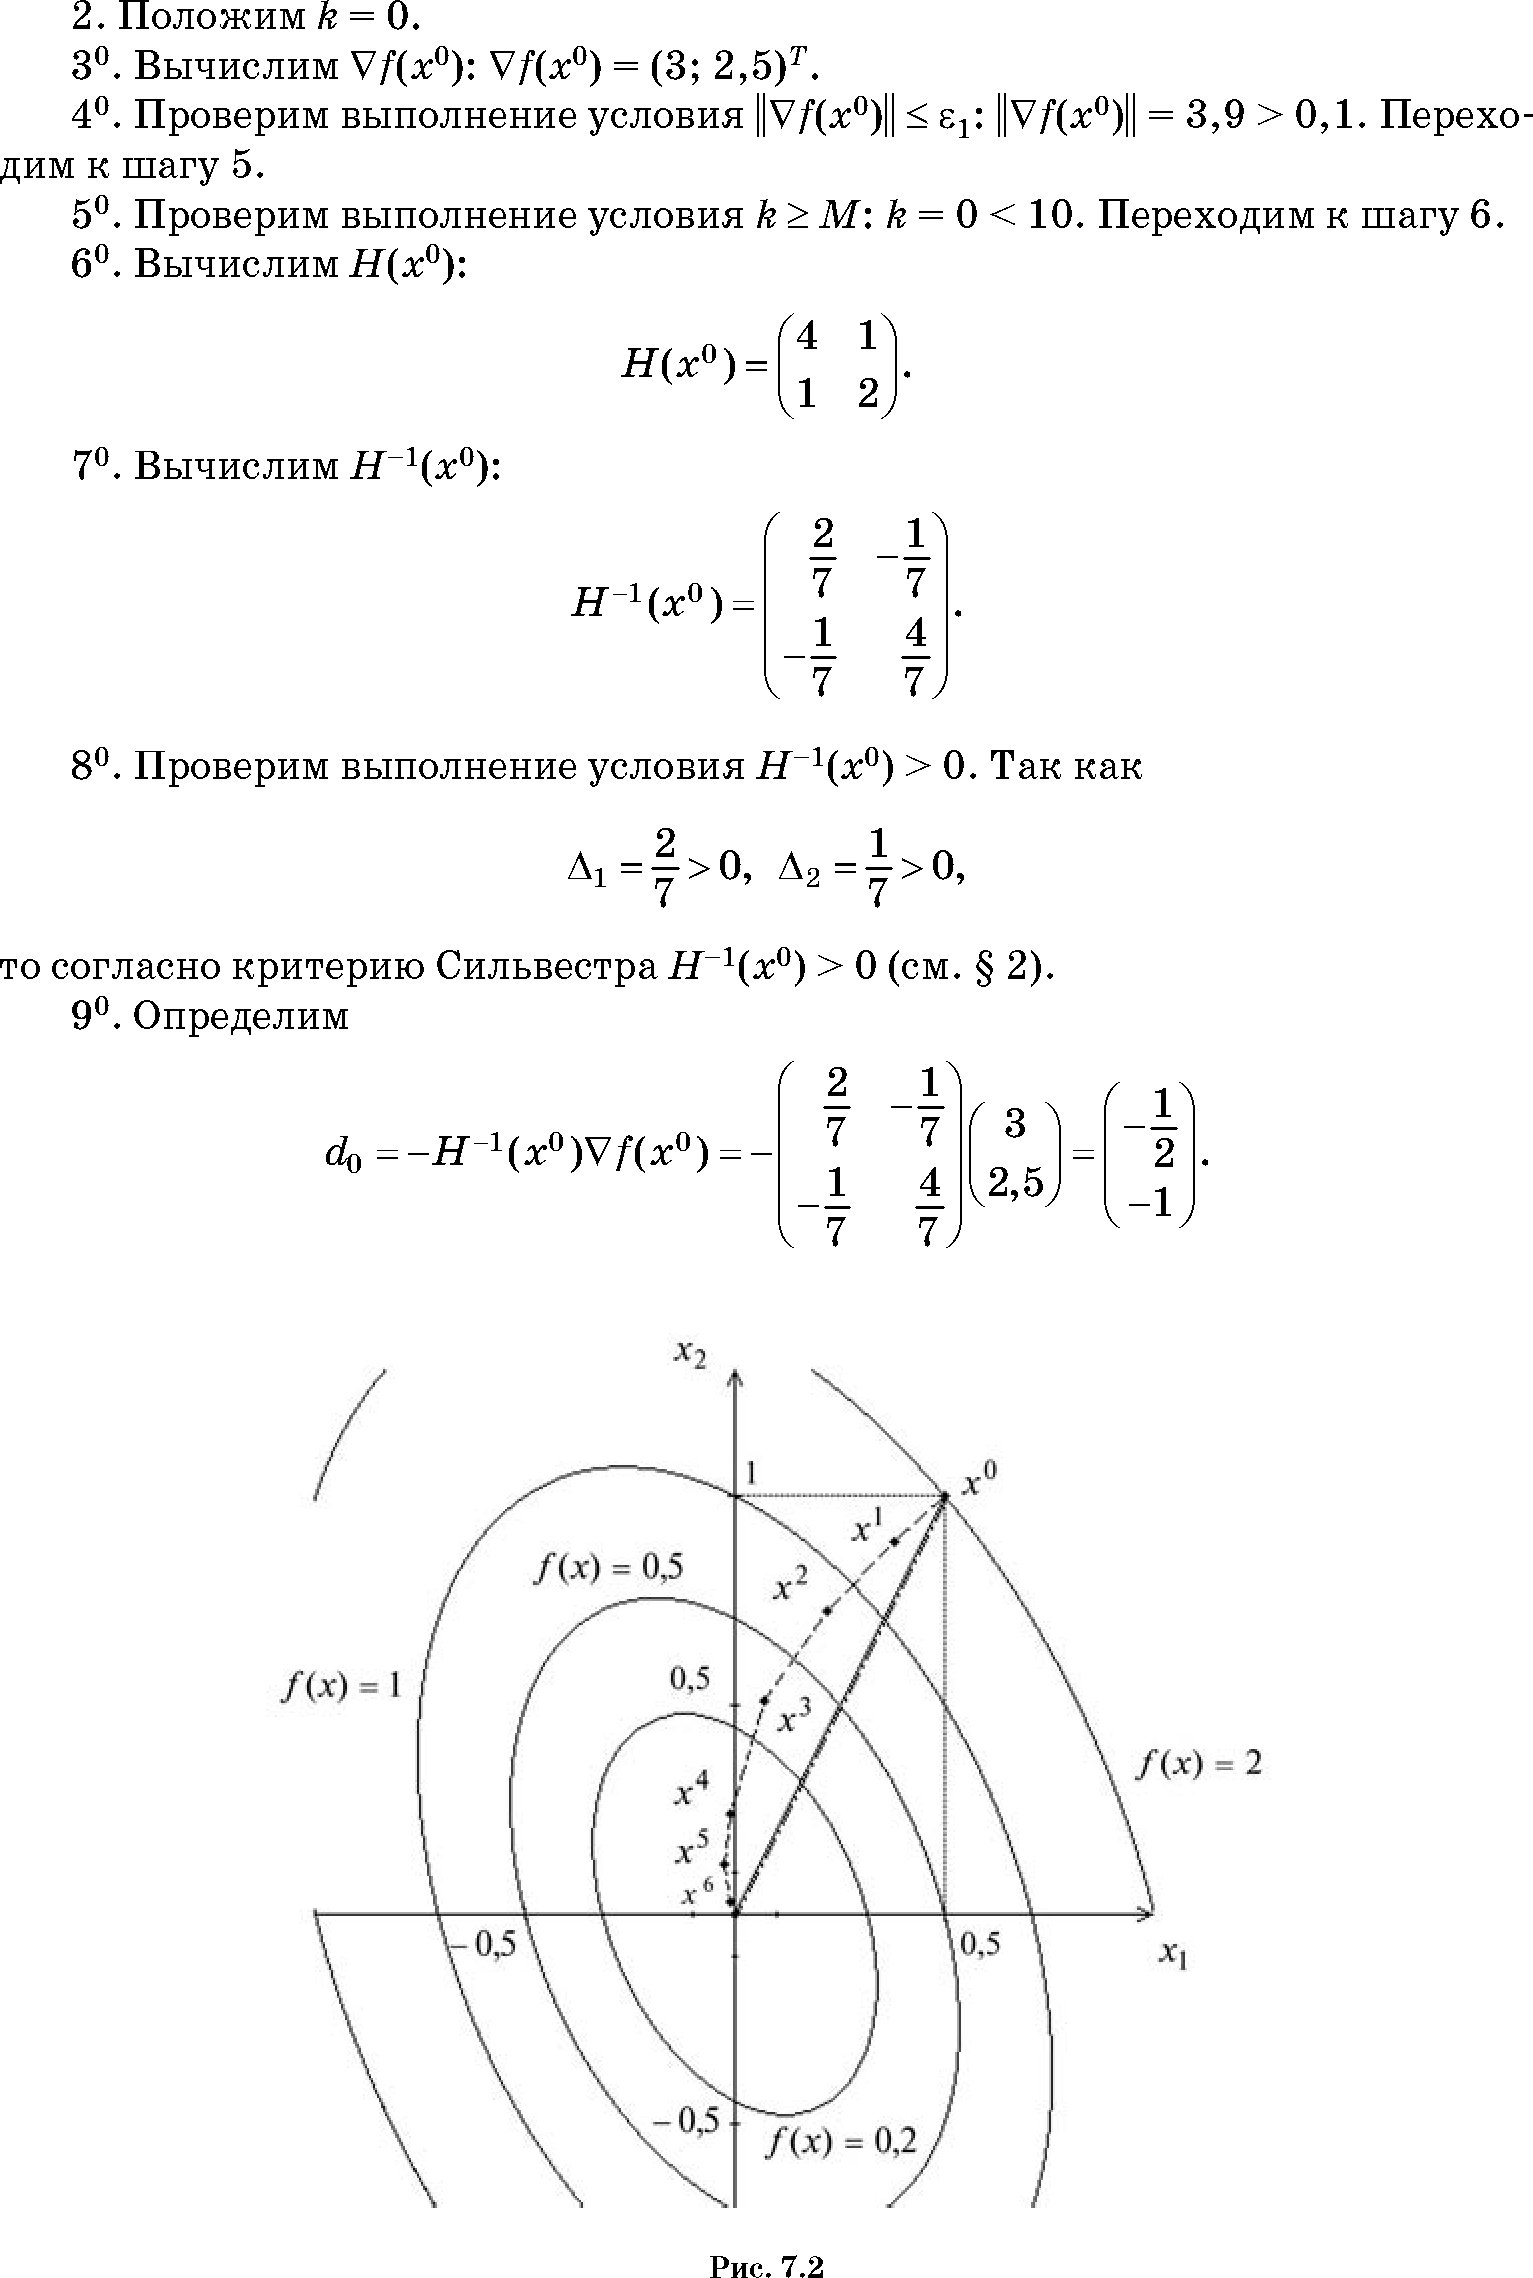 2. Положим k = 0.
3⁰. Вычислим ∇f(x⁰): ∇f(x⁰) = (3; 2,5)ᵀ.
4⁰. Проверим выполнение условия ‖∇f(x⁰)‖ ≤ ε₁: ‖∇f(x⁰)‖ = 3,9 > 0,1. Перехо-
дим к шагу 5.
5⁰. Проверим выполнение условия k ≥ M: k = 0 < 10. Переходим к шагу 6.
6⁰. Вычислим H(x⁰):
H(x⁰) = (4 1
1 2).
7⁰. Вычислим H⁻¹(x⁰):
H⁻¹(x⁰) = (2/7 −1/7
−1/7 4/7).
8⁰. Проверим выполнение условия H⁻¹(x⁰) > 0. Так как
Δ₁ = 2/7 > 0, Δ₂ = 1/7 > 0,
то согласно критерию Сильвестра H⁻¹(x⁰) > 0 (см. § 2).
9⁰. Определим
d₀ = −H⁻¹(x⁰)∇f(x⁰) = −(2/7 −1/7
−1/7 4/7)(3
2,5) = (−1/2
−1).
x₂
1
x⁰
x¹
f(x) = 0,5
x²
0,5
f(x) = 1
x³
f(x) = 2
x⁴
x⁵
x⁶
− 0,5
0,5
x₁
− 0,5
f(x) = 0,2
Рис. 7.2